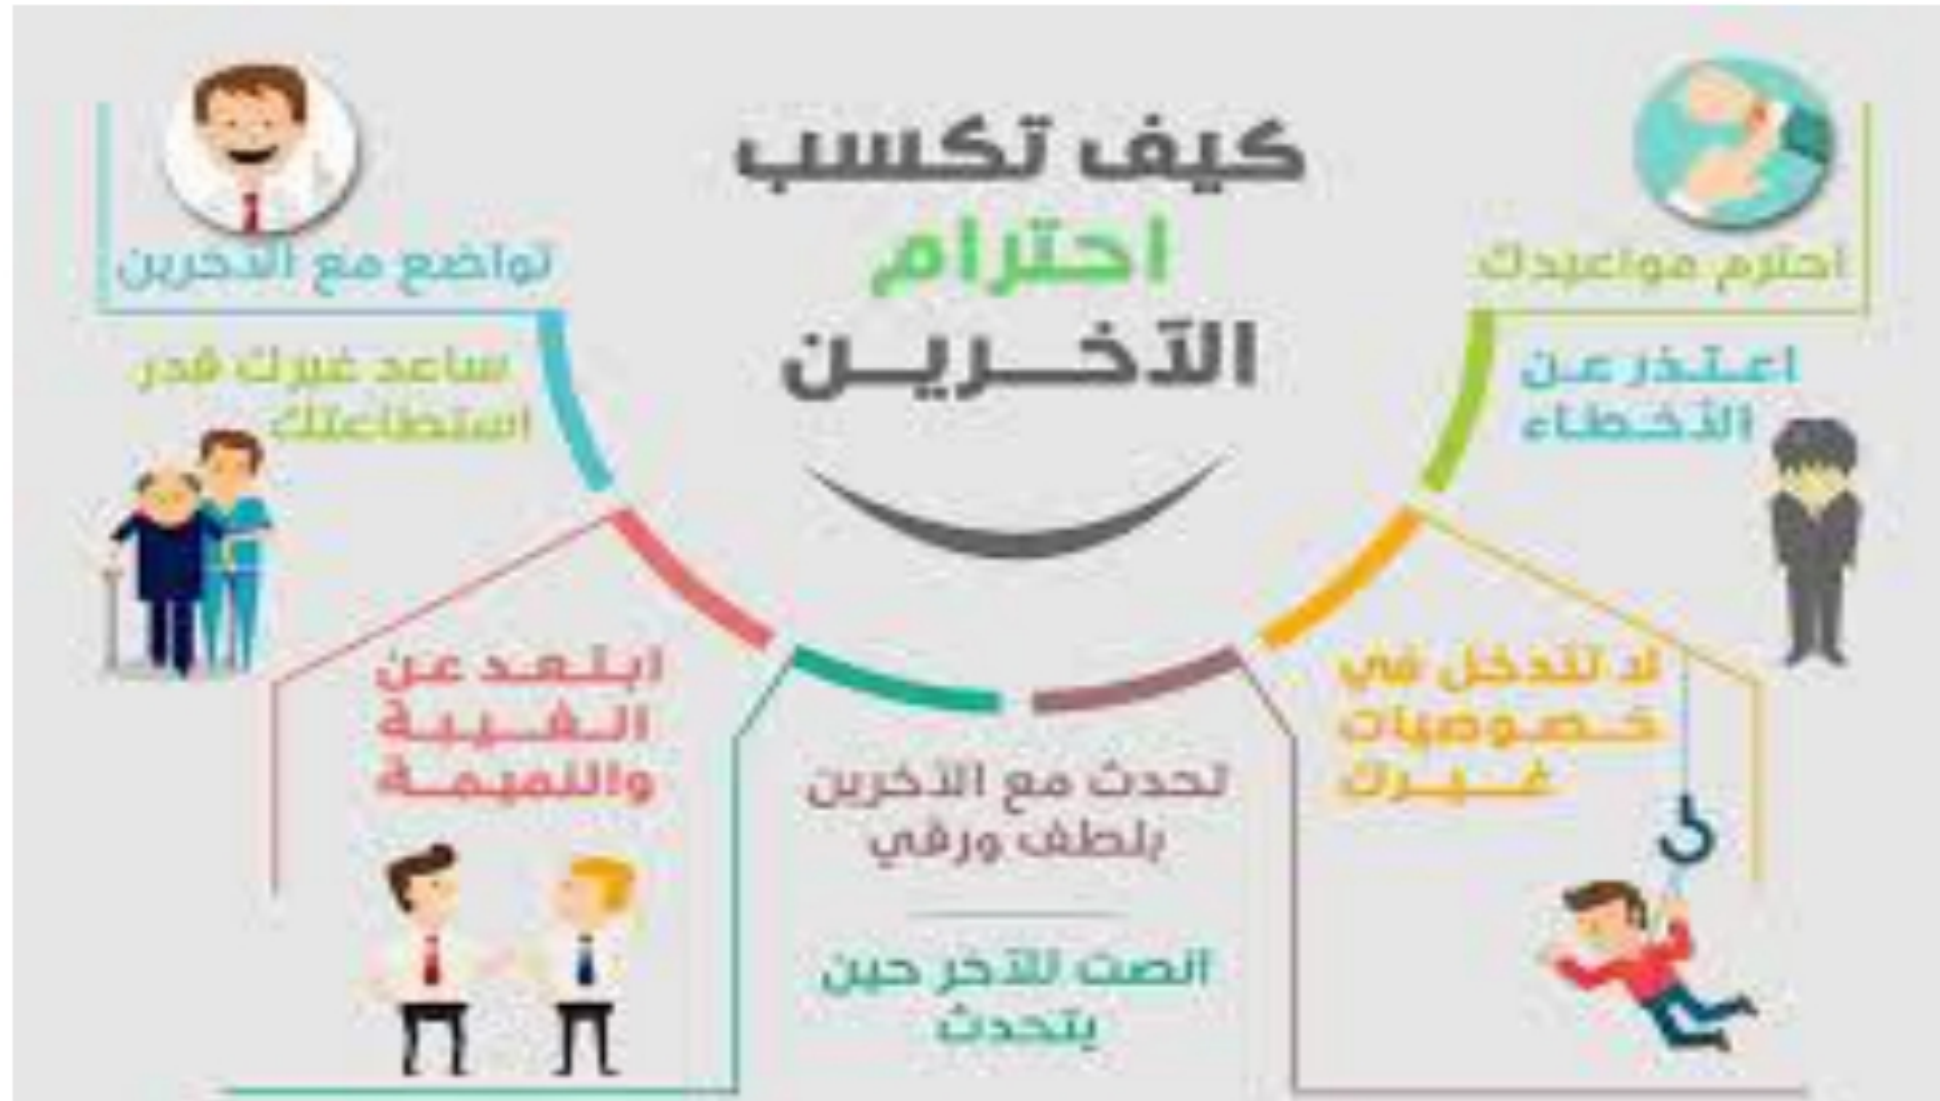 كيف تكسب
احترام
الآخرين
احترم مواعيدك
اعتذر عن
الأخطاء
لا تتدخل في
خصوصيات
غيرك
تحدث مع الآخرين
بلطف ورقي
انصت للآخر حين
يتحدث
ابتعد عن
الغيبة
والنميمة
ساعد غيرك قدر
استطاعتك
تواضع مع الآخرين